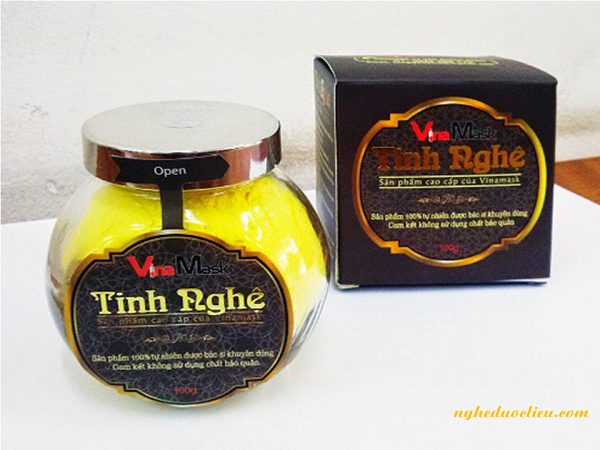 Open
VinaMask
Tinh Nghệ
Sản phẩm cao cấp của Vinamask
Sản phẩm 100% tự nhiên được bác sĩ khuyên dùng
Cam kết không sử dụng chất bảo quản
100g
VinaMask
Tinh Nghệ
Sản phẩm cao cấp của Vinamask
Sản phẩm 100% tự nhiên được bác sĩ khuyên dùng
Cam kết không sử dụng chất bảo quản
100g
ngheduoclieu.com